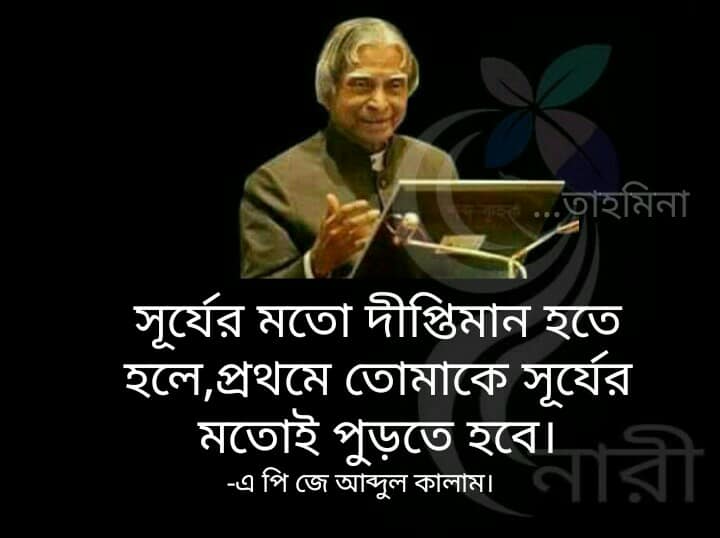 ...তাহমিনা
সূর্যের মতো দীপ্তিমান হতে
হলে,প্রথমে তোমাকে সূর্যের
মতোই পুড়তে হবে।
-এ পি জে আব্দুল কালাম।
নারী